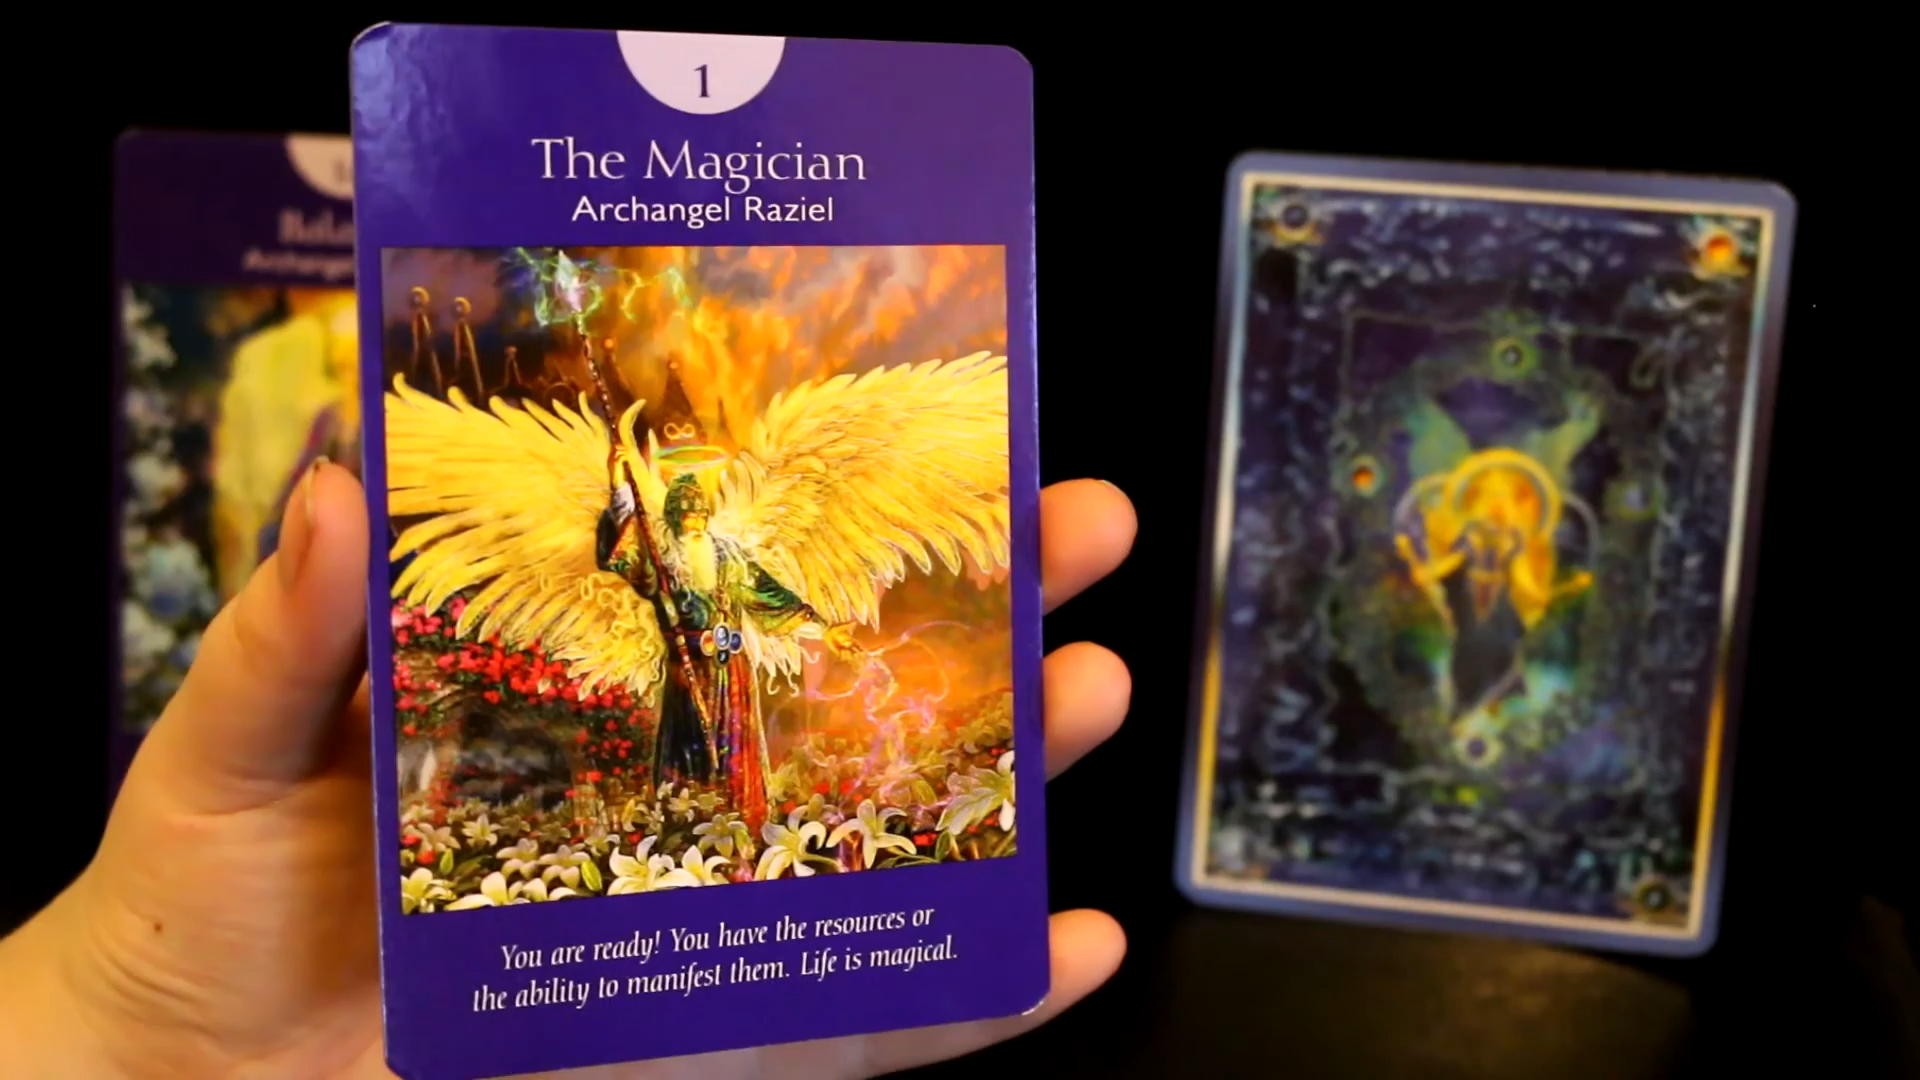 1
The Magician
Archangel Raziel
You are ready! You have the resources or
the ability to manifest them. Life is magical.
Archangel